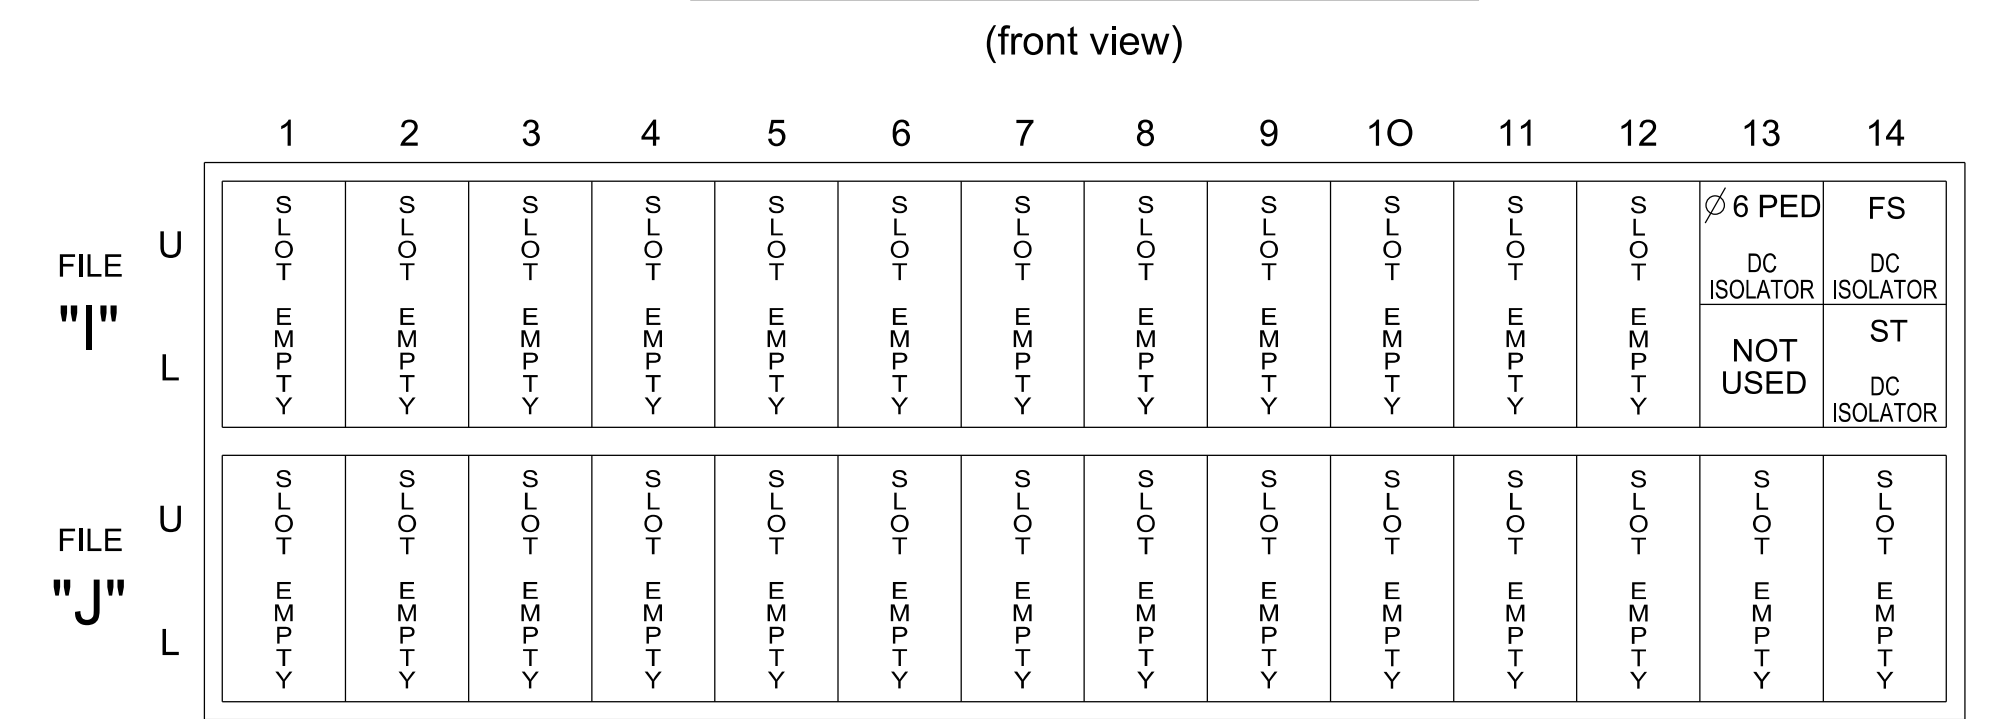 (front view)
1 2 3 4 5 6 7 8 9 10 11 12 13 14
FILE "I"
U
L
SLOT EMPTY
SLOT EMPTY
SLOT EMPTY
SLOT EMPTY
SLOT EMPTY
SLOT EMPTY
SLOT EMPTY
SLOT EMPTY
SLOT EMPTY
SLOT EMPTY
SLOT EMPTY
SLOT EMPTY
∅ 6 PED
DC
ISOLATOR
NOT
USED
FS
DC
ISOLATOR
ST
DC
ISOLATOR
FILE "J"
U
L
SLOT EMPTY
SLOT EMPTY
SLOT EMPTY
SLOT EMPTY
SLOT EMPTY
SLOT EMPTY
SLOT EMPTY
SLOT EMPTY
SLOT EMPTY
SLOT EMPTY
SLOT EMPTY
SLOT EMPTY
SLOT EMPTY
SLOT EMPTY